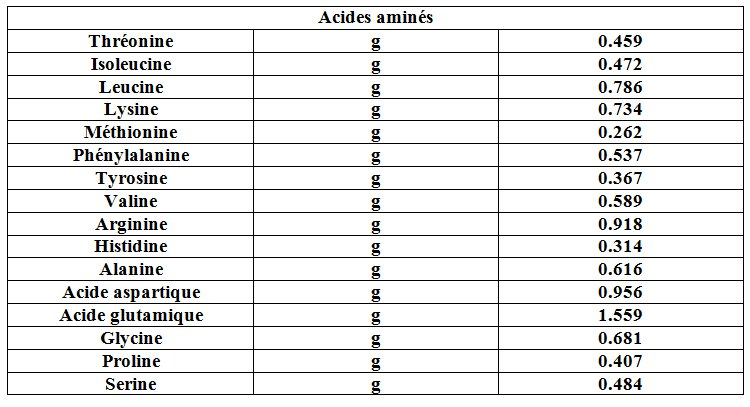 Acides aminés
Thréonine g 0.459
Isoleucine g 0.472
Leucine g 0.786
Lysine g 0.734
Méthionine g 0.262
Phénylalanine g 0.537
Tyrosine g 0.367
Valine g 0.589
Arginine g 0.918
Histidine g 0.314
Alanine g 0.616
Acide aspartique g 0.956
Acide glutamique g 1.559
Glycine g 0.681
Proline g 0.407
Serine g 0.484